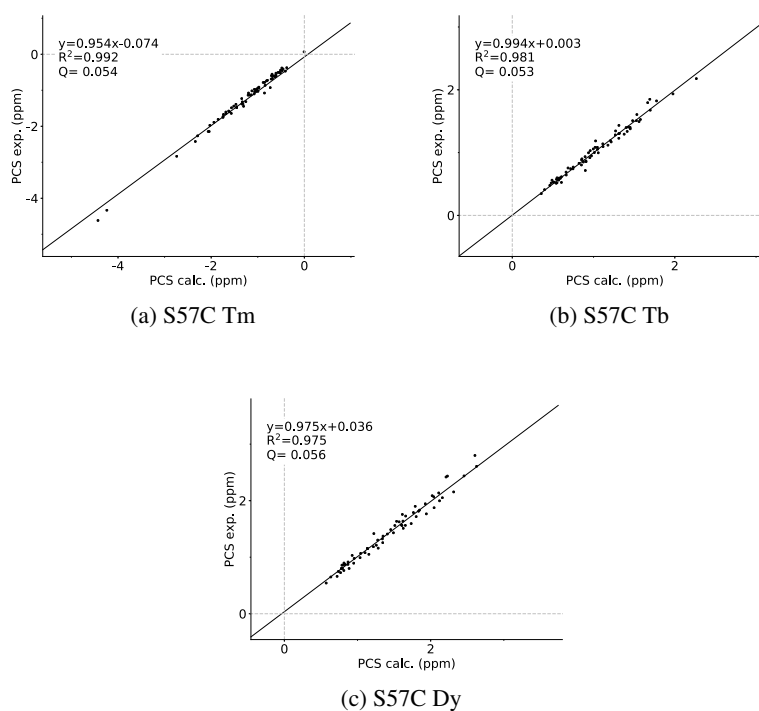 y=0.954x-0.074
R²=0.992
Q= 0.054
0
-2
-4
PCS exp. (ppm)
-4
-2
0
PCS calc. (ppm)
(a) S57C Tm
y=0.994x+0.003
R²=0.981
Q= 0.053
2
0
PCS exp. (ppm)
0
2
PCS calc. (ppm)
(b) S57C Tb
y=0.975x+0.036
R²=0.975
Q= 0.056
2
0
PCS exp. (ppm)
0
2
PCS calc. (ppm)
(c) S57C Dy